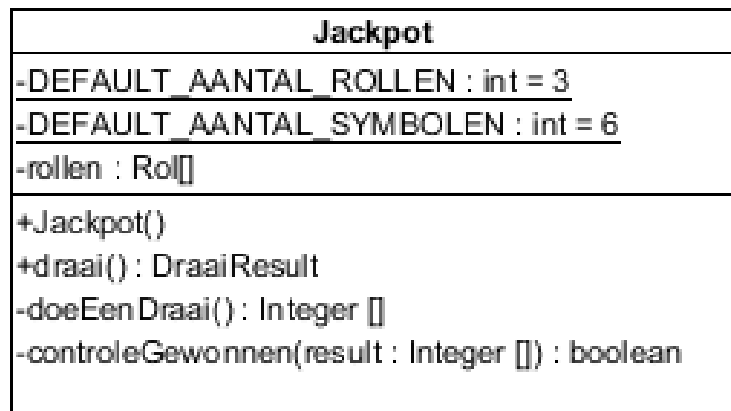 Jackpot
-DEFAULT_AANTAL_ROLLEN : int = 3
-DEFAULT_AANTAL_SYMBOLEN : int = 6
-rollen : Rol[]
+Jackpot()
+draai() : DraaiResult
-doeEenDraai() : Integer []
-controleGewonnen(result : Integer []) : boolean